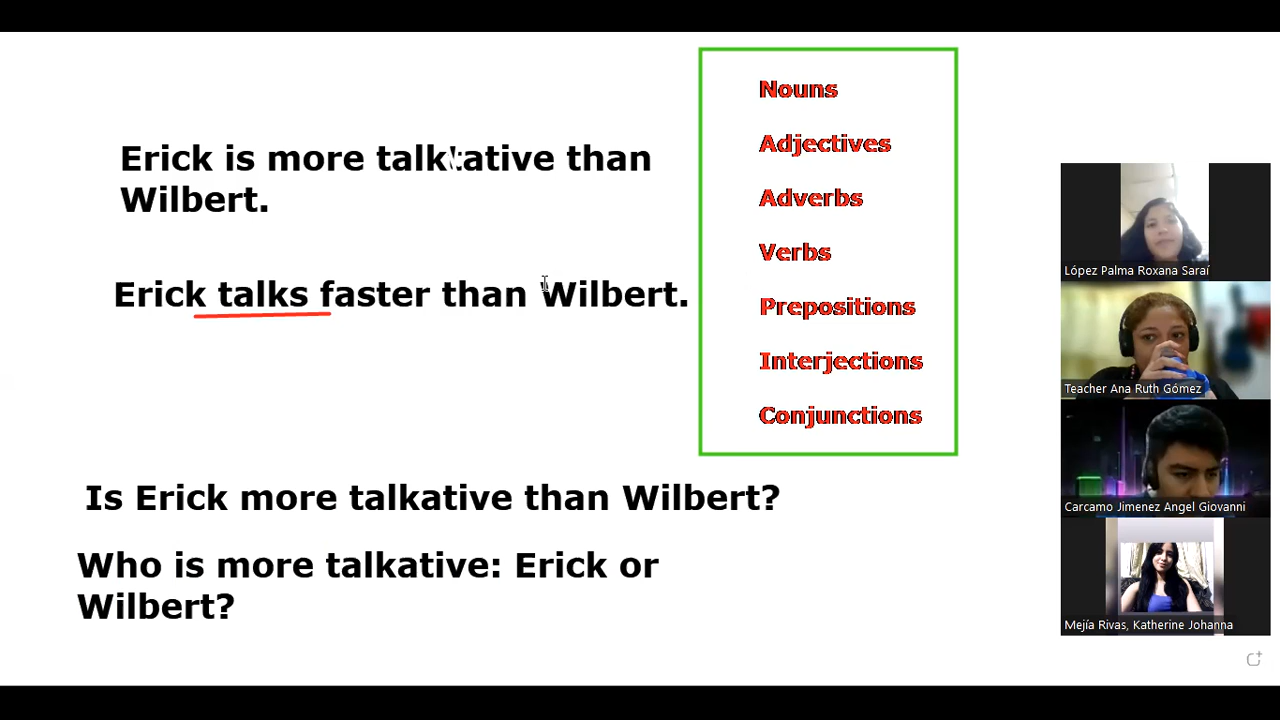 Erick is more talkative than
Wilbert.
Erick talks faster than Wilbert.
Is Erick more talkative than Wilbert?
Who is more talkative: Erick or
Wilbert?
Nouns
Adjectives
Adverbs
Verbs
Prepositions
Interjections
Conjunctions
López Palma Roxana Saraí
Teacher Ana Ruth Gómez
Carcamo Jimenez Angel Giovanni
Mejía Rivas, Katherine Johanna